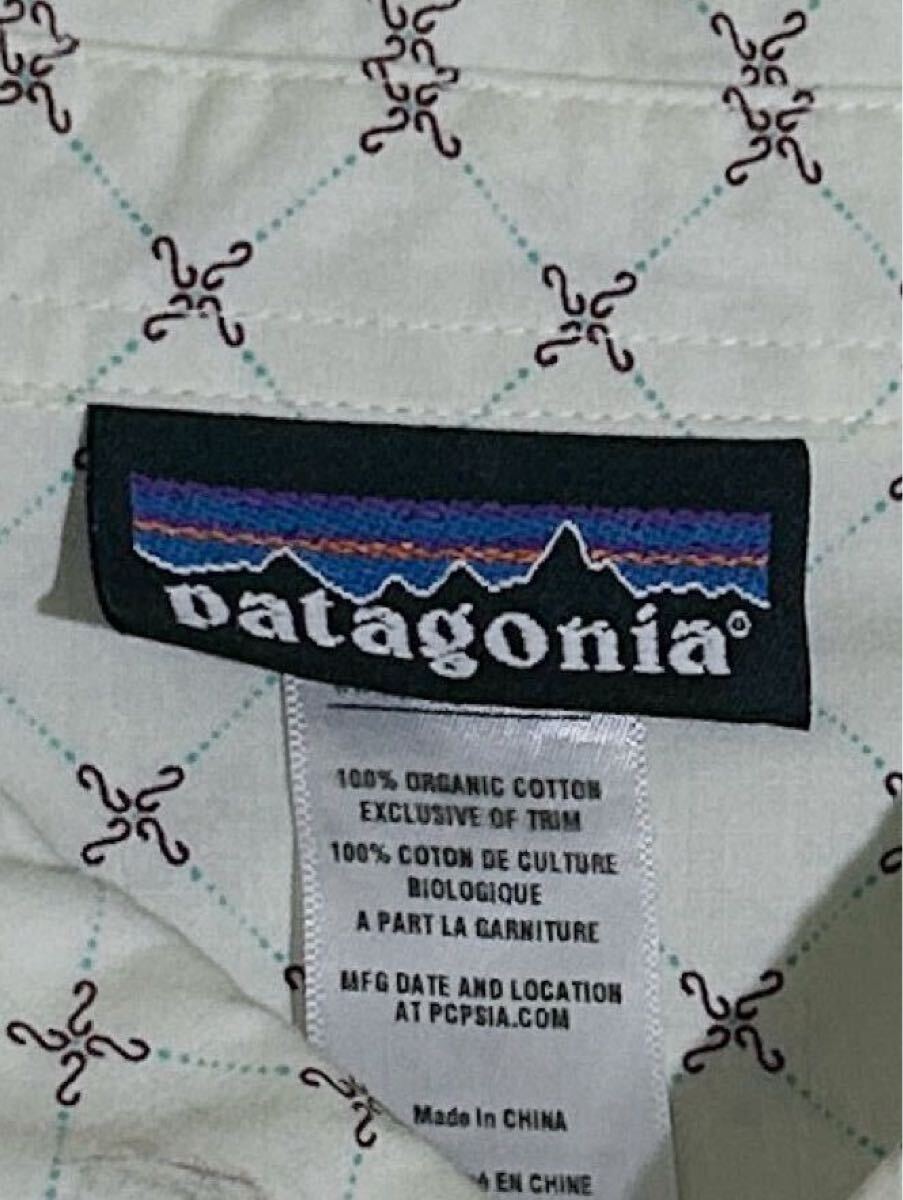 patagonia®
100% ORGANIC COTTON
EXCLUSIVE OF TRIM
100% COTON DE CULTURE
BIOLOGIQUE
A PART LA GARNITURE
MFG DATE AND LOCATION
AT PCPSIA.COM
Made In CHINA
EN CHINE